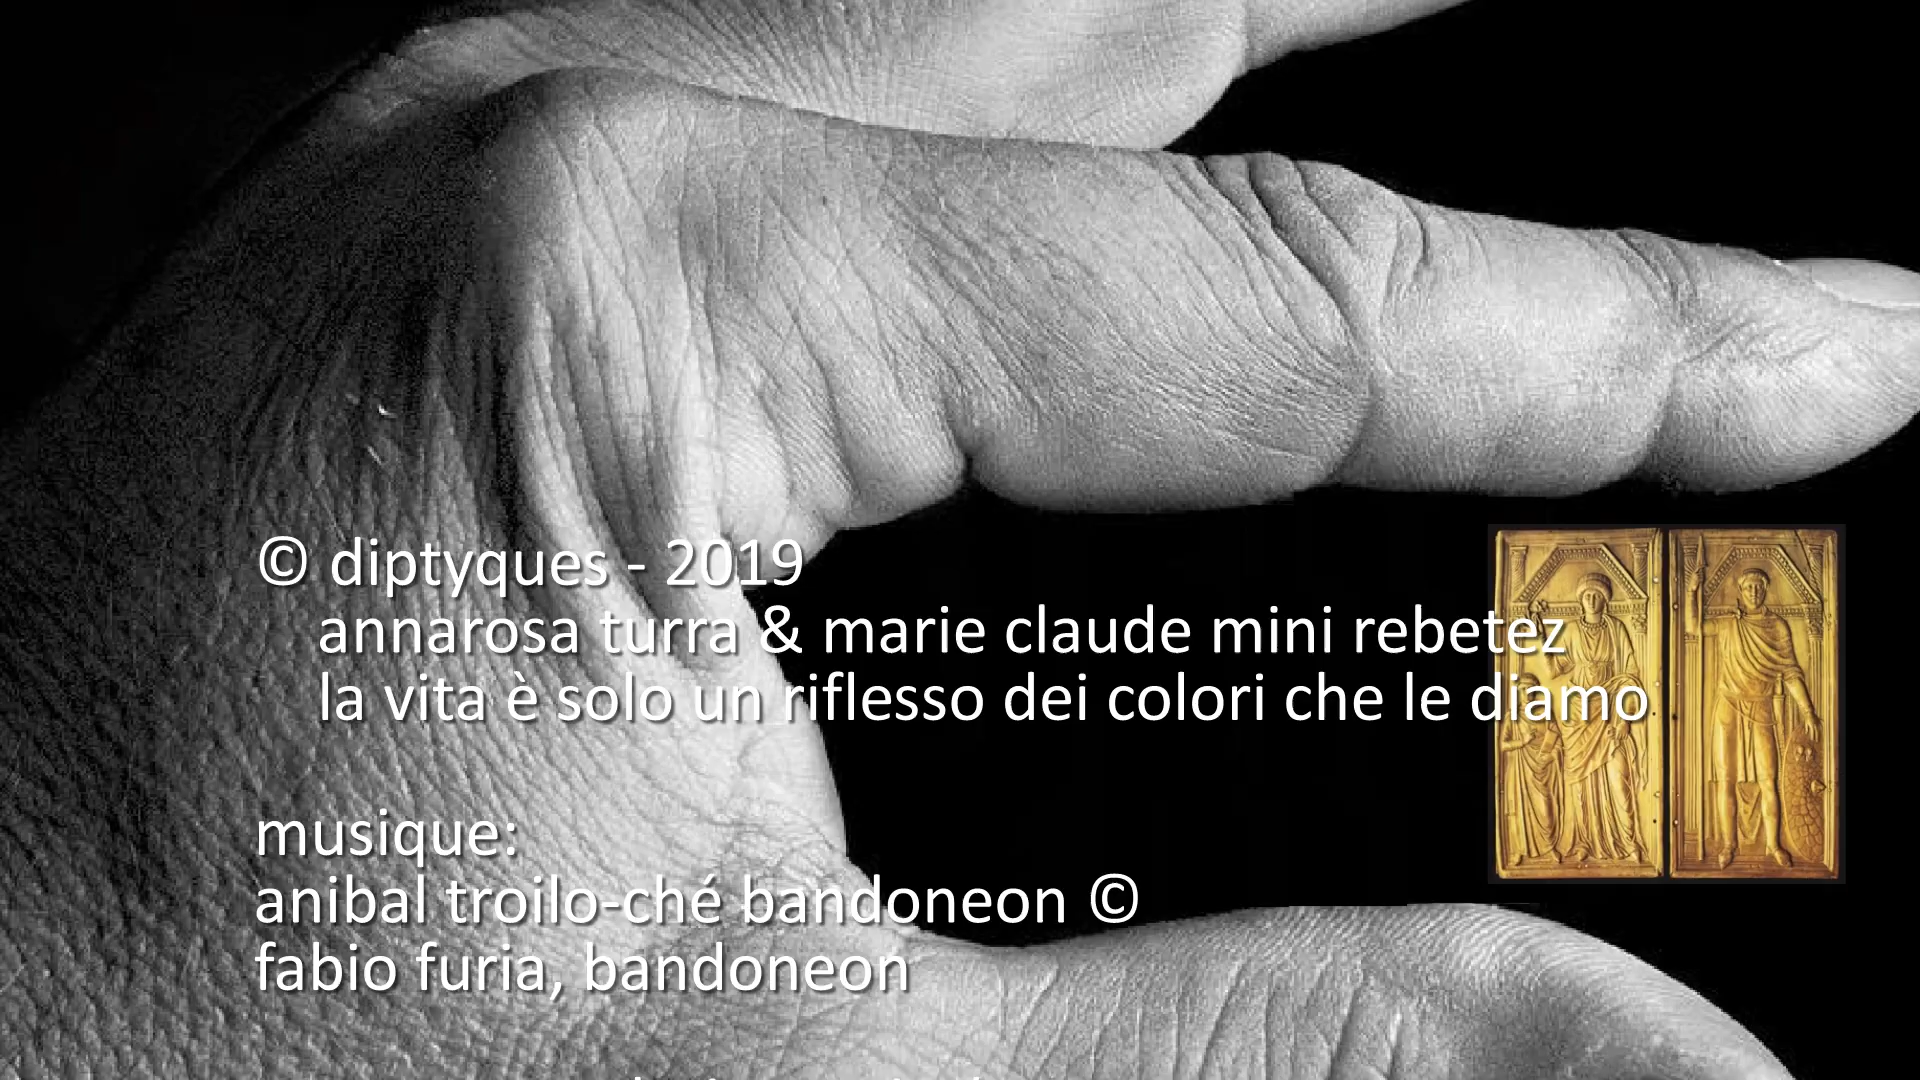 © diptyques - 2019
annarosa turra & marie claude mini rebetez
la vita è solo un riflesso dei colori che le diamo
musique:
anibal troilo-ché bandoneon ©
fabio furia, bandoneon